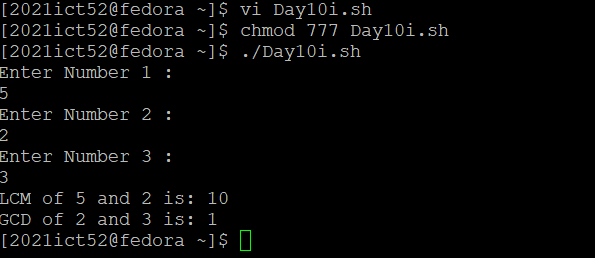 [2021ict52@fedora ~]$ vi Day10i.sh
[2021ict52@fedora ~]$ chmod 777 Day10i.sh
[2021ict52@fedora ~]$ ./Day10i.sh
Enter Number 1 :
5
Enter Number 2 :
2
Enter Number 3 :
3
LCM of 5 and 2 is: 10
GCD of 2 and 3 is: 1
[2021ict52@fedora ~]$